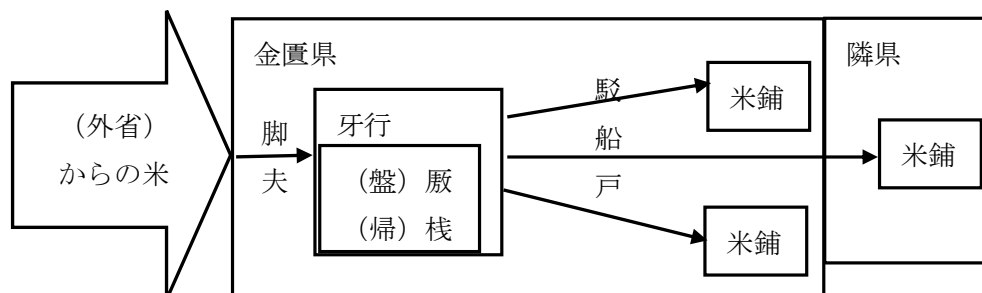 金匱県
隣県
(外省)
からの米
脚
夫
牙行
(盤)厫
(帰)桟
駁
船
戸
米鋪
米鋪
米鋪